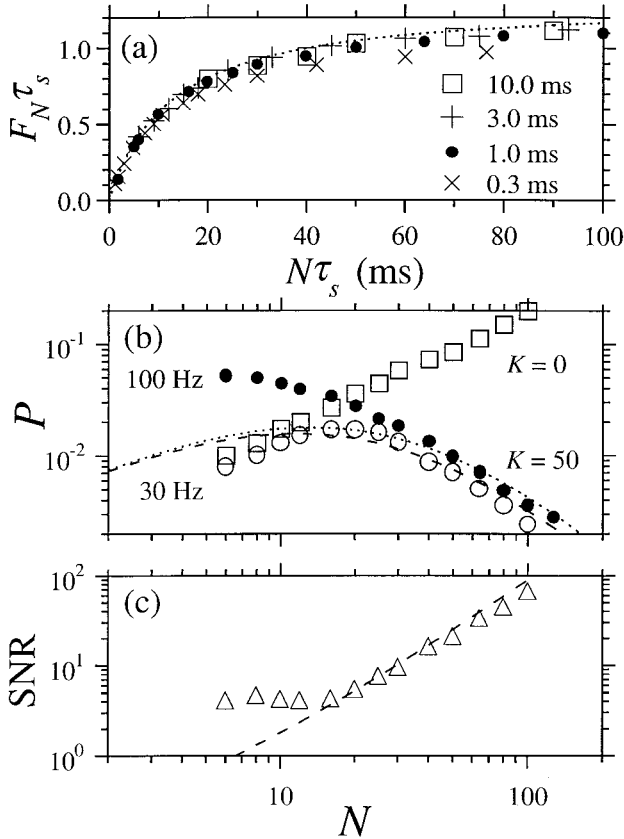 (a)
1.0
0.5
0.0
F_N τ_s
□ 10.0 ms
+ 3.0 ms
● 1.0 ms
× 0.3 ms
0 20 40 60 80 100
Nτ_s (ms)
(b)
10^-1
10^-2
P
100 Hz
30 Hz
K = 0
K = 50
(c)
10^2
10^1
10^0
SNR
10 100
N